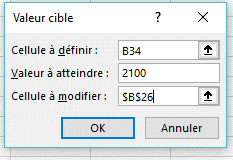 Valeur cible
Cellule à définir : B34
Valeur à atteindre : 2100
Cellule à modifier : $B$26
OK Annuler